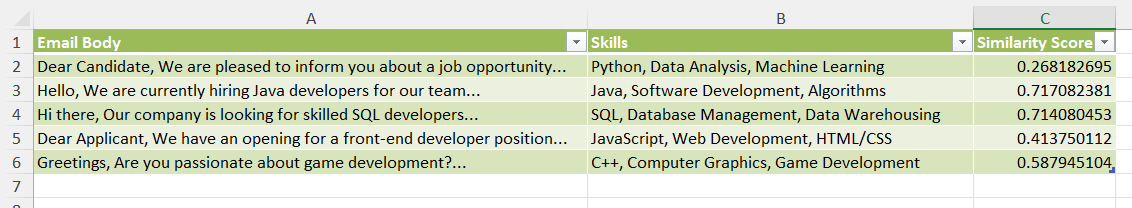 A B C
1 Email Body Skills Similarity Score
2 Dear Candidate, We are pleased to inform you about a job opportunity... Python, Data Analysis, Machine Learning 0.268182695
3 Hello, We are currently hiring Java developers for our team... Java, Software Development, Algorithms 0.717082381
4 Hi there, Our company is looking for skilled SQL developers... SQL, Database Management, Data Warehousing 0.714080453
5 Dear Applicant, We have an opening for a front-end developer position... JavaScript, Web Development, HTML/CSS 0.413750112
6 Greetings, Are you passionate about game development?... C++, Computer Graphics, Game Development 0.587945104
7